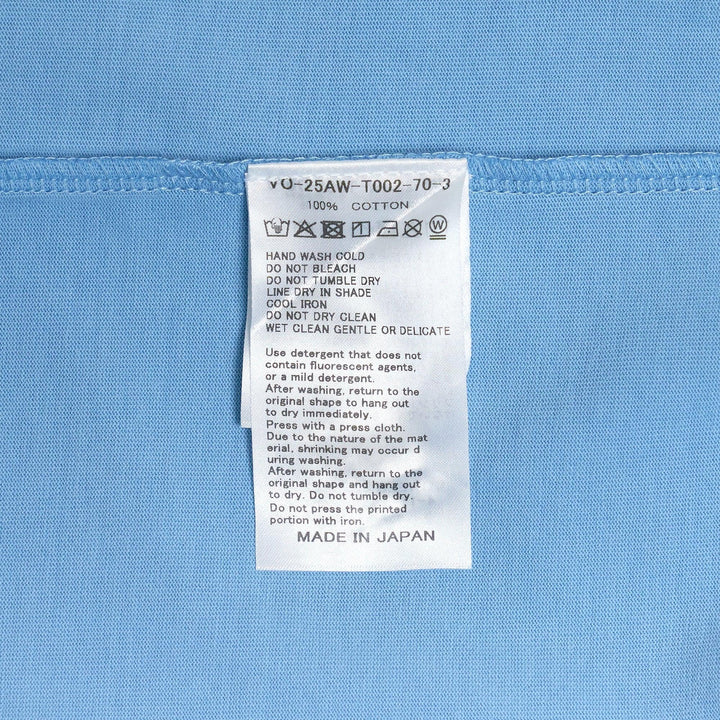 VO-25AW-T002-70-3
100% COTTON
W
HAND WASH COLD
DO NOT BLEACH
DO NOT TUMBLE DRY
LINE DRY IN SHADE
COOL IRON
DO NOT DRY CLEAN
WET CLEAN GENTLE OR DELICATE
Use detergent that does not
contain fluorescent agents,
or a mild detergent.
After washing, return to the
original shape to hang out
to dry immediately.
Press with a press cloth.
Due to the nature of the mat
erial, shrinking may occur d
uring washing.
After washing, return to the
original shape and hang out
to dry. Do not tumble dry.
Do not press the printed
portion with iron.
MADE IN JAPAN